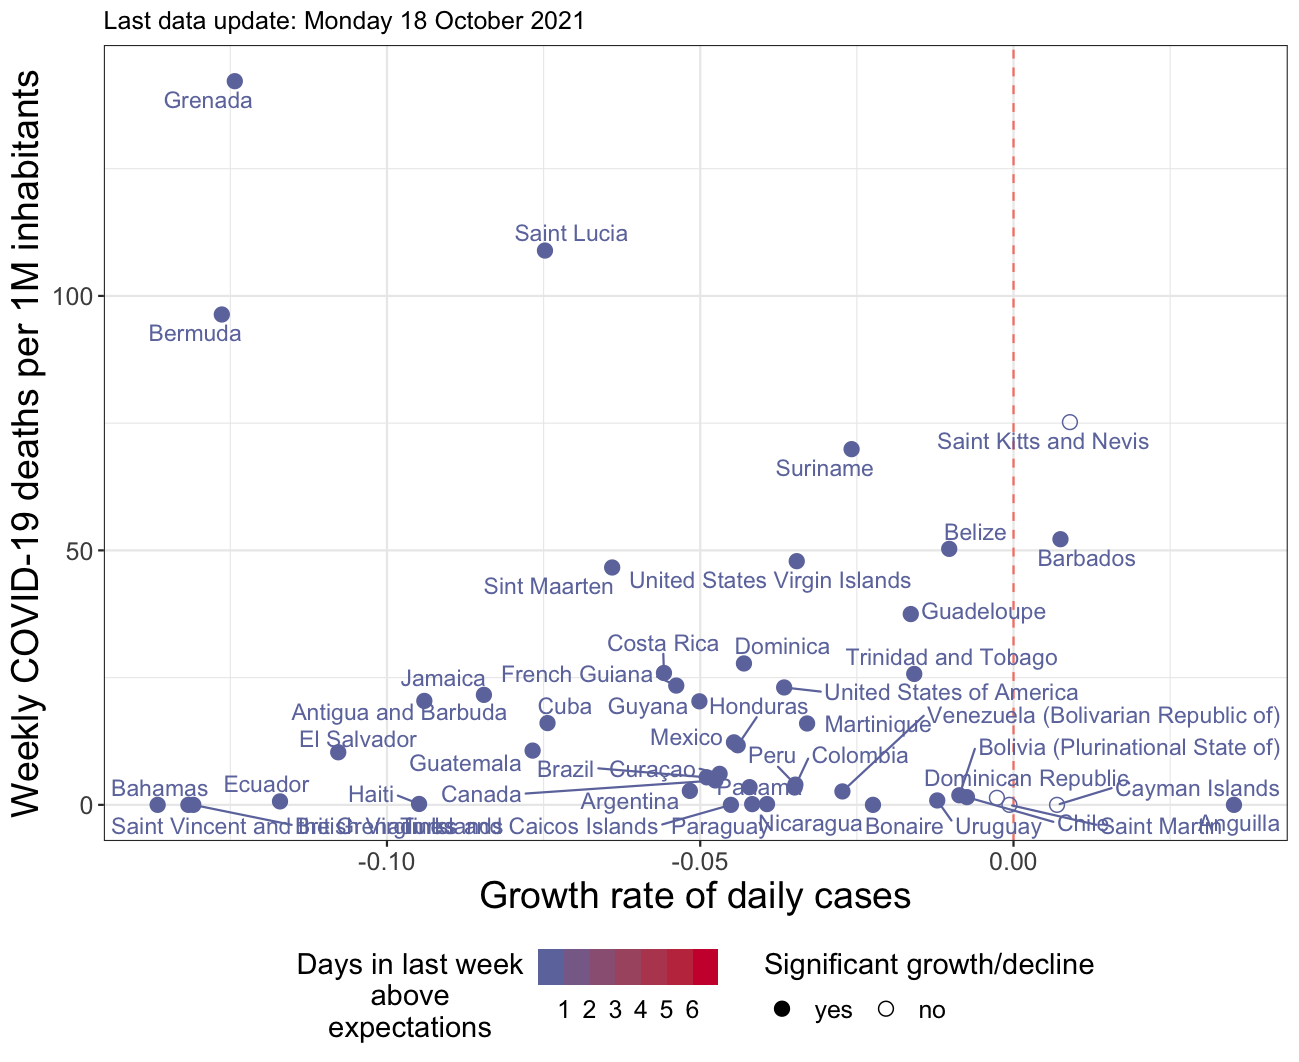 Last data update: Monday 18 October 2021
Weekly COVID-19 deaths per 1M inhabitants
100
50
0
Grenada
Saint Lucia
Bermuda
Saint Kitts and Nevis
Suriname
Belize
Barbados
Sint Maarten
United States Virgin Islands
Guadeloupe
Costa Rica
Dominica
Trinidad and Tobago
French Guiana
Jamaica
United States of America
Antigua and Barbuda
Cuba
Guyana
Honduras
Martinique
Venezuela (Bolivarian Republic of)
El Salvador
Mexico
Bolivia (Plurinational State of)
Guatemala
Brazil
Curaçao
Peru
Colombia
Dominican Republic
Bahamas
Ecuador
Haiti
Canada
Argentina
Panama
Cayman Islands
Saint Vincent and the Grenadines
British Virgin Islands
Turks and Caicos Islands
Paraguay
Nicaragua
Bonaire
Uruguay
Chile
Saint Martin
Anguilla
-0.10
-0.05
0.00
Growth rate of daily cases
Days in last week
above
expectations
1 2 3 4 5 6
Significant growth/decline
yes
no